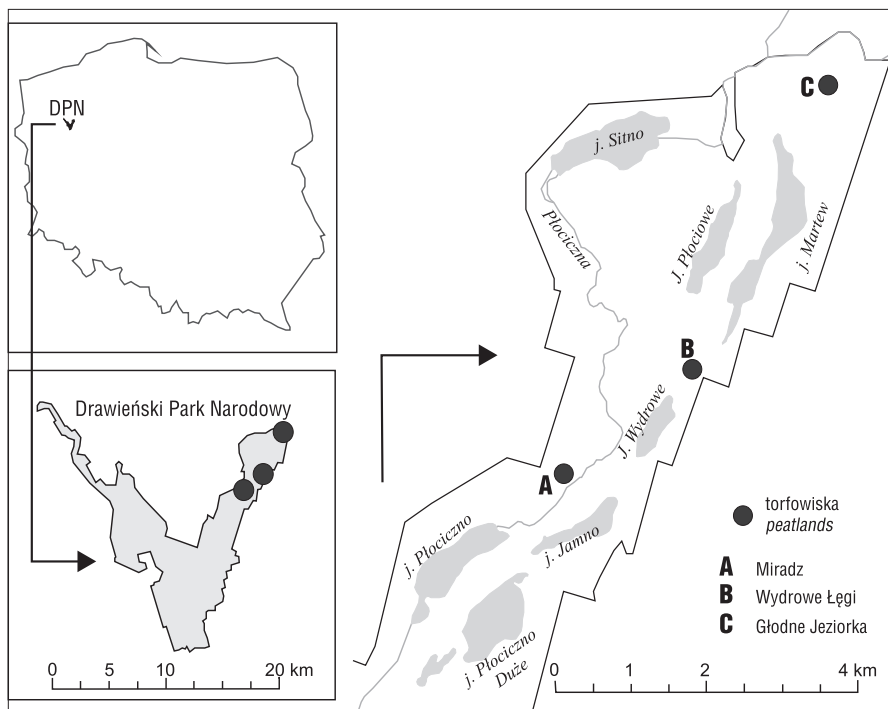 DPN
Drawieński Park Narodowy
0 5 10 20 km
C
j. Sitno
Płociczna
J. Płociowe
j. Martew
B
J. Wydrowe
A
j. Płociczno
j. Jamno
j. Płociczno
Duże
torfowiska
peatlands
A Miradz
B Wydrowe Łęgi
C Głodne Jeziorka
0 1 2 4 km